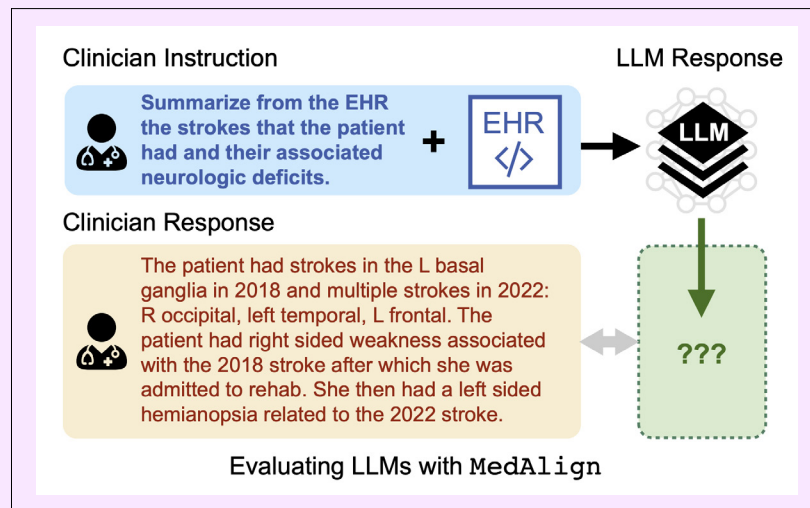 Clinician Instruction
LLM Response
Summarize from the EHR
the strokes that the patient
had and their associated
neurologic deficits.
+
EHR
</>
LLM
Clinician Response
The patient had strokes in the L basal
ganglia in 2018 and multiple strokes in 2022:
R occipital, left temporal, L frontal. The
patient had right sided weakness associated
with the 2018 stroke after which she was
admitted to rehab. She then had a left sided
hemianopsia related to the 2022 stroke.
???
Evaluating LLMs with MedAlign